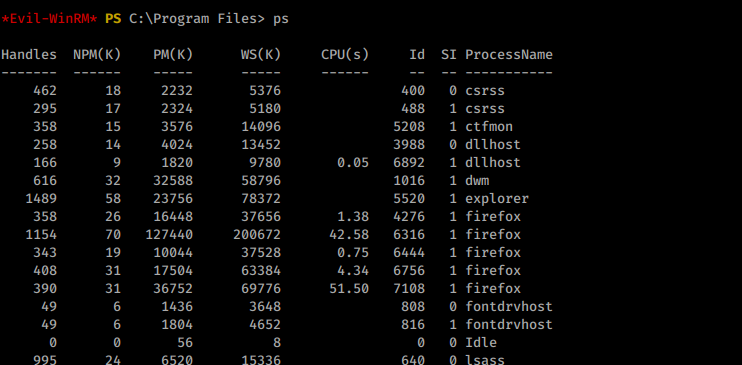 *Evil-WinRM* PS C:\Program Files> ps
Handles  NPM(K)    PM(K)      WS(K)     CPU(s)     Id  SI ProcessName
-------  ------    -----      -----     ------     --  -- -----------
    462      18     2232       5376               400   0 csrss
    295      17     2324       5180               488   1 csrss
    358      15     3576      14096              5208   1 ctfmon
    258      14     4024      13452              3988   0 dllhost
    166       9     1820       9780       0.05   6892   1 dllhost
    616      32    32588      58796              1016   1 dwm
   1489      58    23756      78372              5520   1 explorer
    358      26    16448      37656       1.38   4276   1 firefox
   1154      70   127440     200672      42.58   6316   1 firefox
    343      19    10044      37528       0.75   6444   1 firefox
    408      31    17504      63384       4.34   6756   1 firefox
    390      31    36752      69776      51.50   7108   1 firefox
     49       6     1436       3648               808   0 fontdrvhost
     49       6     1804       4652               816   1 fontdrvhost
      0       0       56          8                 0   0 Idle
    995      24     6520      15336               640   0 lsass